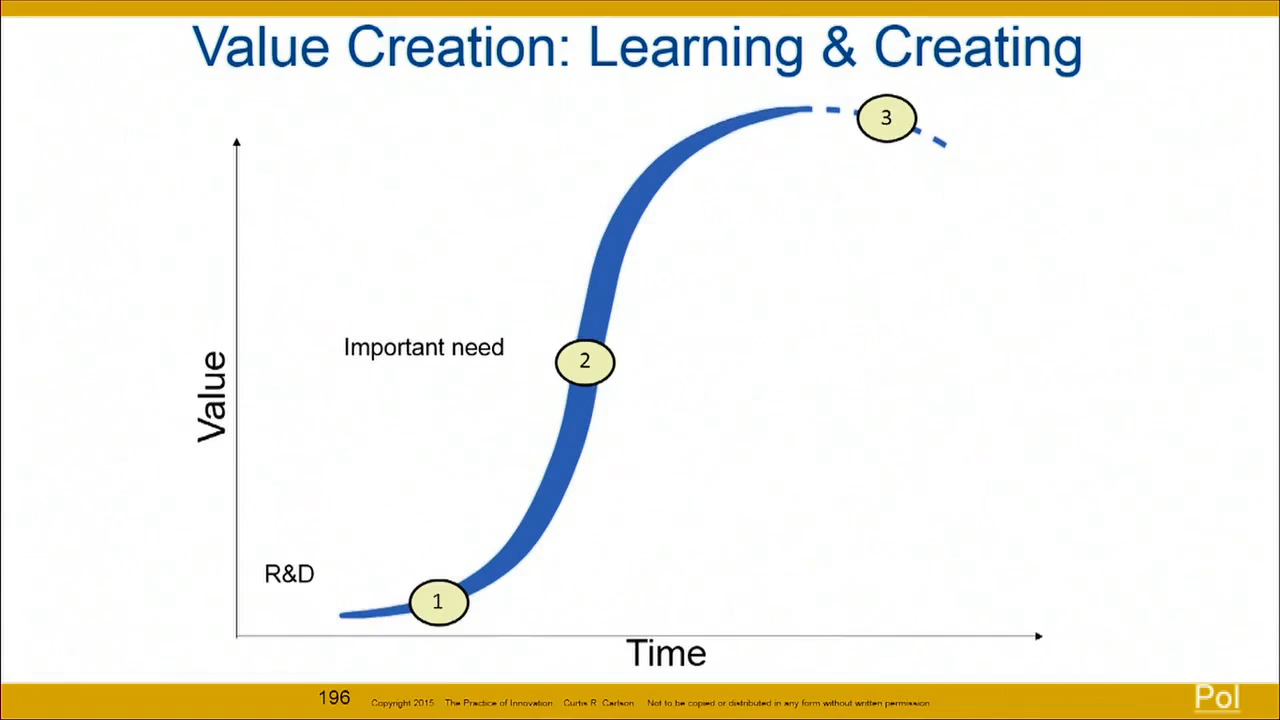 Value Creation: Learning & Creating
3
Important need
2
Value
R&D
1
Time
196
Copyright 2015 The Practice of Innovation Curtis R. Carlson Not to be copied or distributed in any form without written permission
Pol